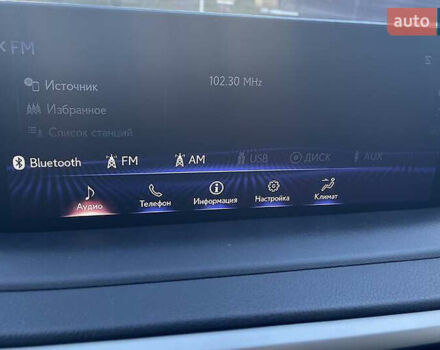 auto
FM
Источник
102.30 MHz
Избранное
Список станций
Bluetooth FM AM USB ДИСК AUX
Аудио Телефон Информация Настройка Климат